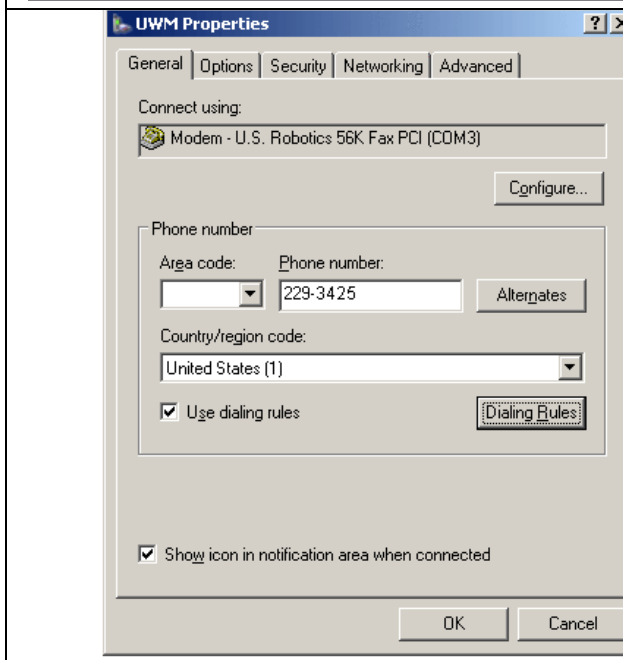 UWM Properties
General Options Security Networking Advanced
Connect using:
Modem - U.S. Robotics 56K Fax PCI (COM3)
Configure...
Phone number
Area code: Phone number:
229-3425 Alternates
Country/region code:
United States (1)
Use dialing rules Dialing Rules
Show icon in notification area when connected
OK Cancel